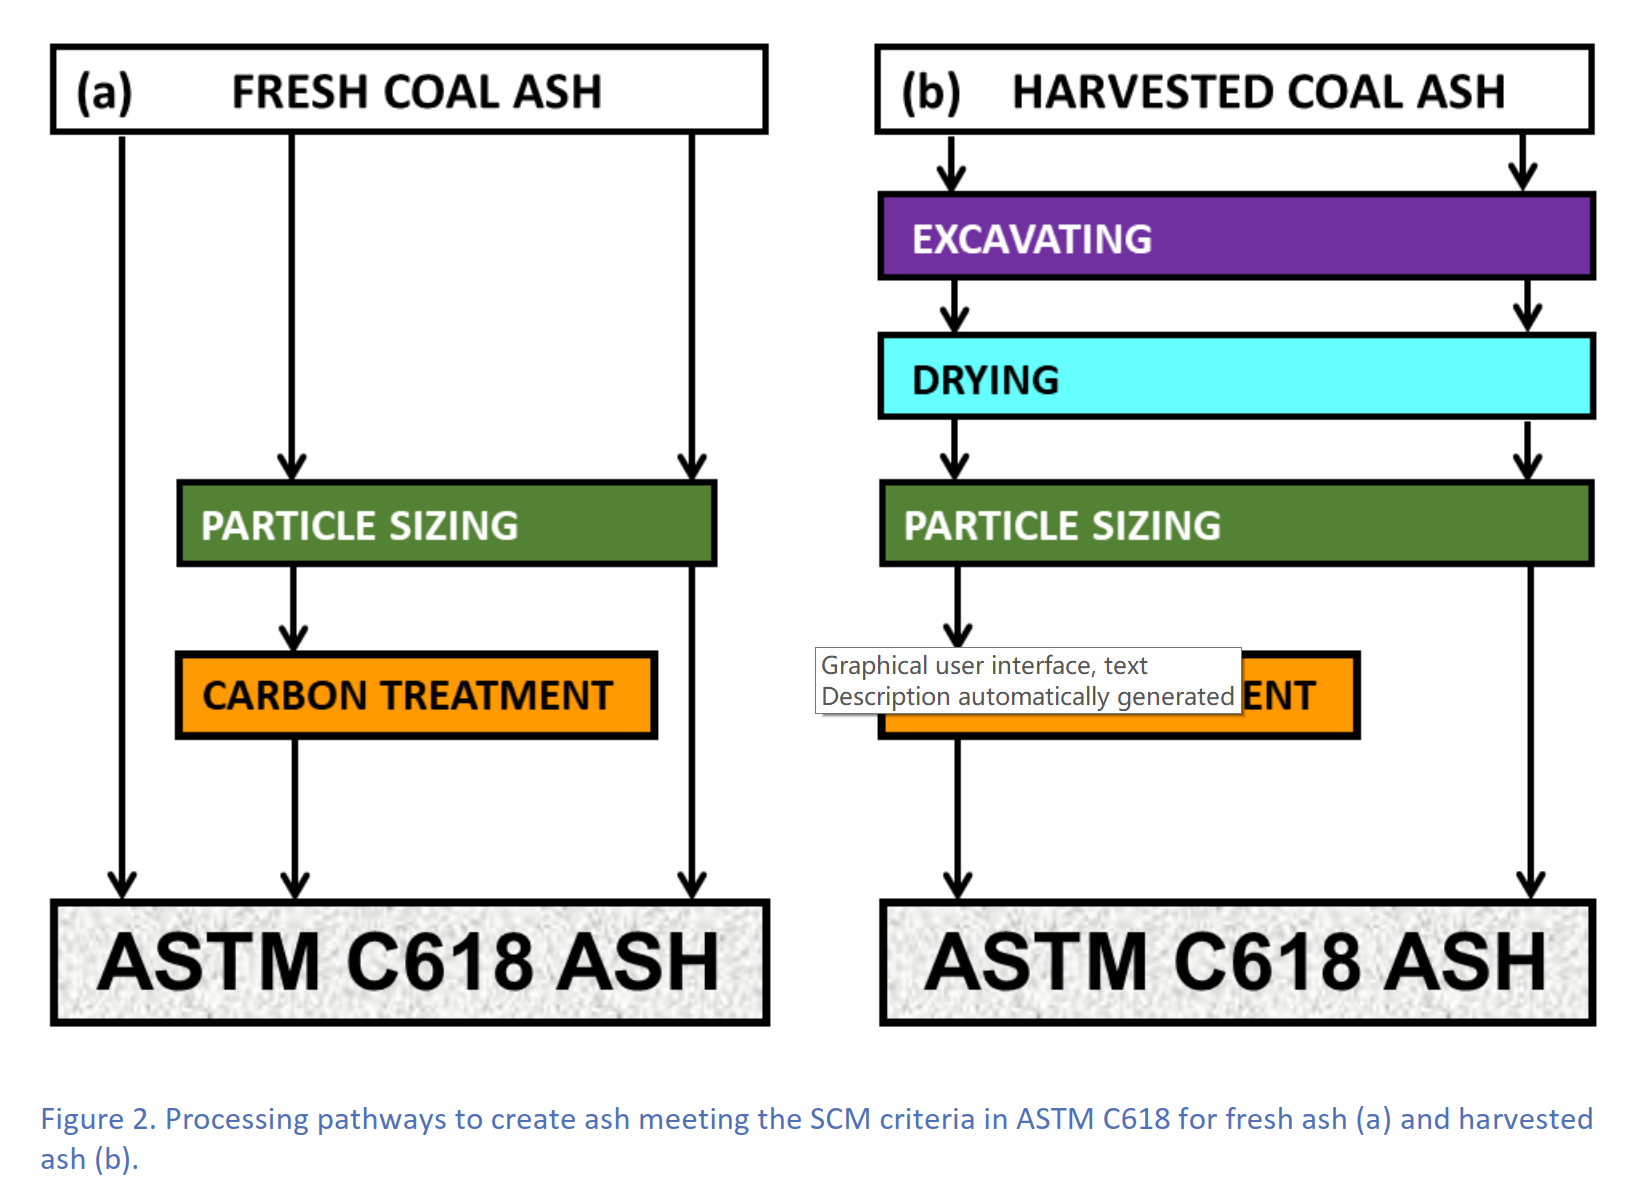 (a) FRESH COAL ASH
PARTICLE SIZING
CARBON TREATMENT
ASTM C618 ASH
(b) HARVESTED COAL ASH
EXCAVATING
DRYING
PARTICLE SIZING
Graphical user interface, text
Description automatically generated
ENT
ASTM C618 ASH
Figure 2. Processing pathways to create ash meeting the SCM criteria in ASTM C618 for fresh ash (a) and harvested
ash (b).